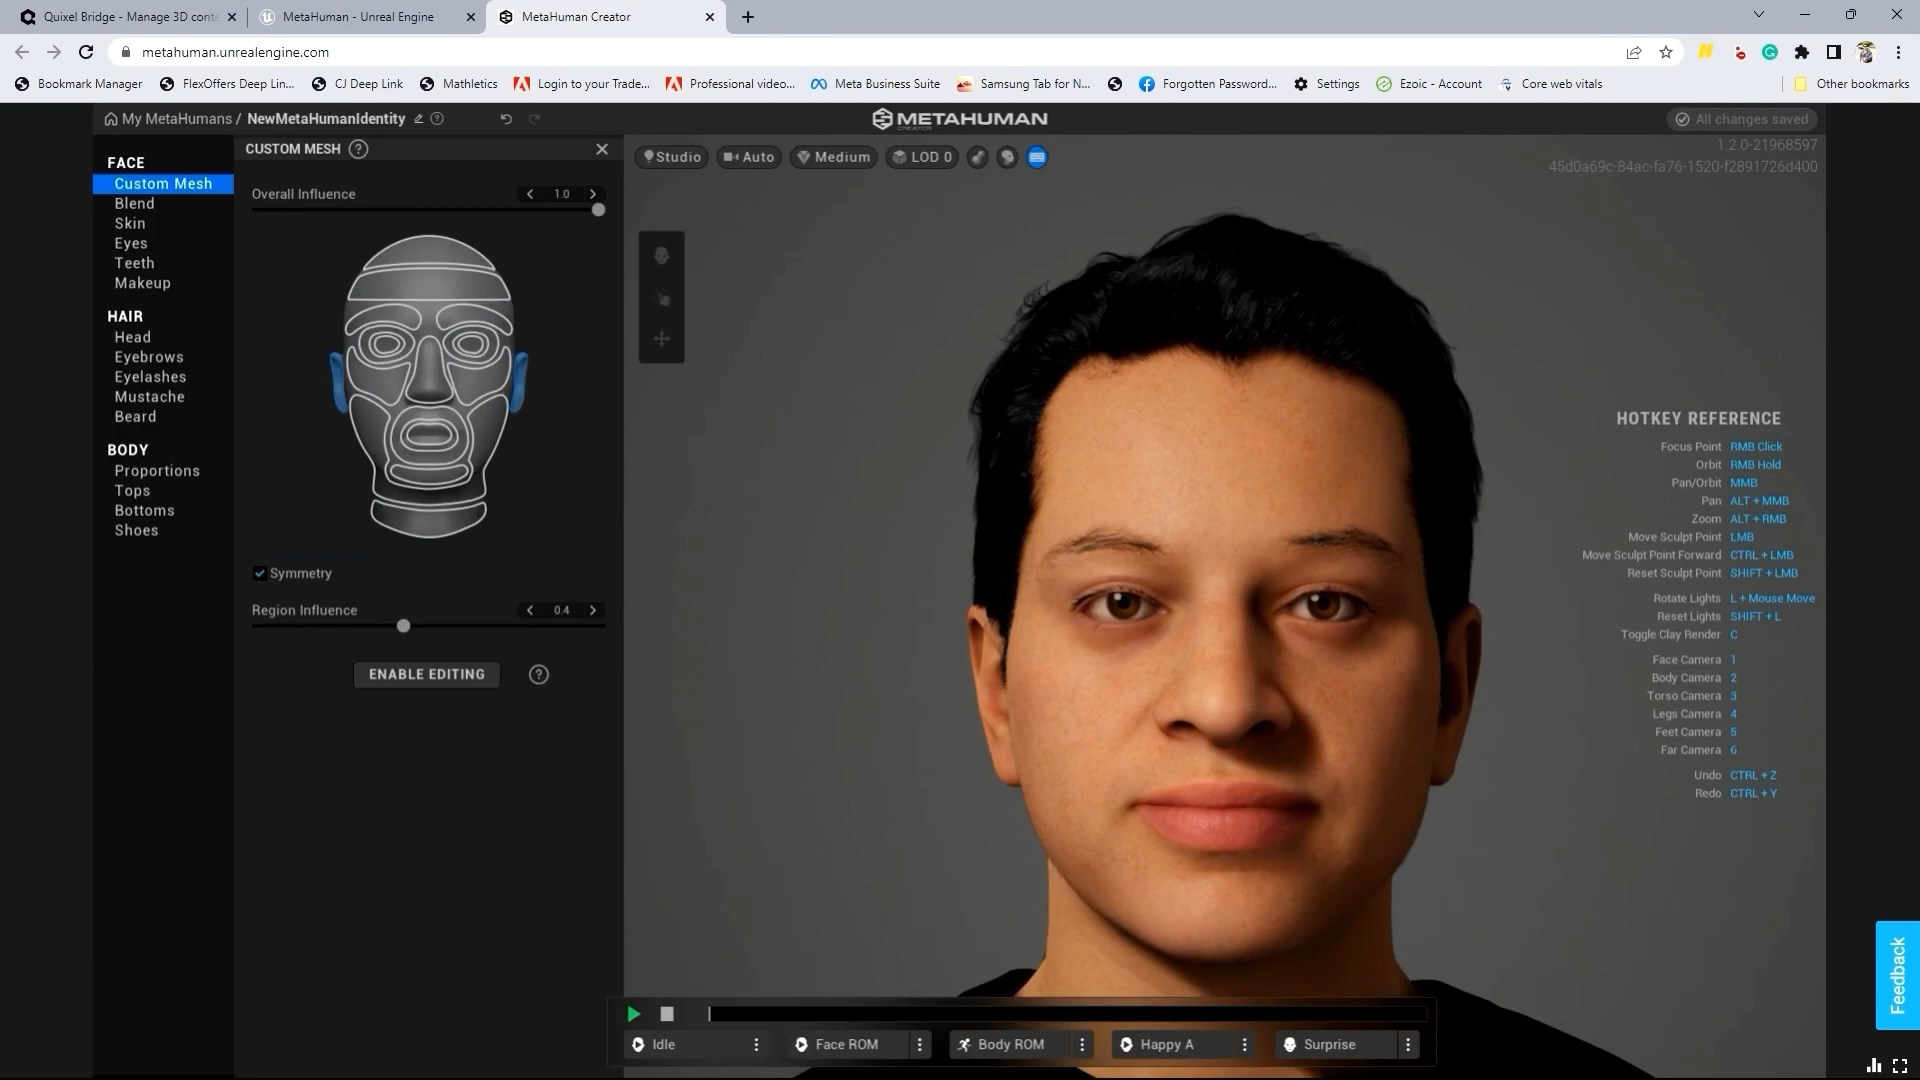 Quixel Bridge - Manage 3D conte
MetaHuman - Unreal Engine
MetaHuman Creator
metahuman.unrealengine.com
Bookmark Manager
FlexOffers Deep Lin...
CJ Deep Link
Mathletics
Login to your Trade...
Professional video...
Meta Business Suite
Samsung Tab for N...
Forgotten Password...
Settings
Ezoic - Account
Core web vitals
Other bookmarks
My MetaHumans / NewMetaHumanIdentity
METAHUMAN
CREATOR
All changes saved
FACE
Custom Mesh
Blend
Skin
Eyes
Teeth
Makeup
HAIR
Head
Eyebrows
Eyelashes
Mustache
Beard
BODY
Proportions
Tops
Bottoms
Shoes
CUSTOM MESH ?
Overall Influence 1.0
Symmetry
Region Influence 0.4
ENABLE EDITING ?
Studio
Auto
Medium
LOD 0
1.2.0-21968597
45d0a69c-84ac-fa76-1520-f2891726d400
HOTKEY REFERENCE
Focus Point RMB Click
Orbit RMB Hold
Pan/Orbit MMB
Pan ALT + MMB
Zoom ALT + RMB
Move Sculpt Point LMB
Move Sculpt Point Forward CTRL + LMB
Reset Sculpt Point SHIFT + LMB
Rotate Lights L + Mouse Move
Reset Lights SHIFT + L
Toggle Clay Render C
Face Camera 1
Body Camera 2
Torso Camera 3
Legs Camera 4
Feet Camera 5
Far Camera 6
Undo CTRL + Z
Redo CTRL + Y
Feedback
Idle
Face ROM
Body ROM
Happy A
Surprise